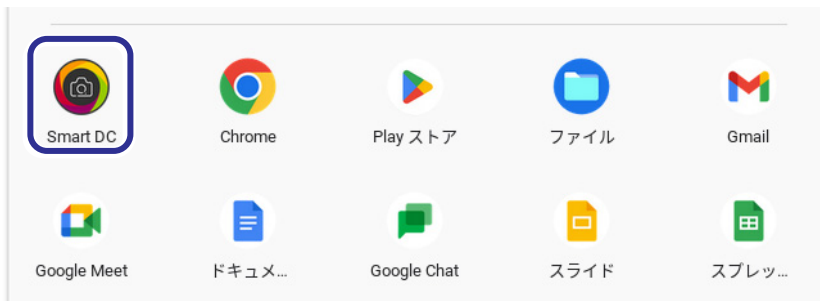 Smart DC
Chrome
Play ストア
ファイル
Gmail
Google Meet
ドキュメ...
Google Chat
スライド
スプレッ...